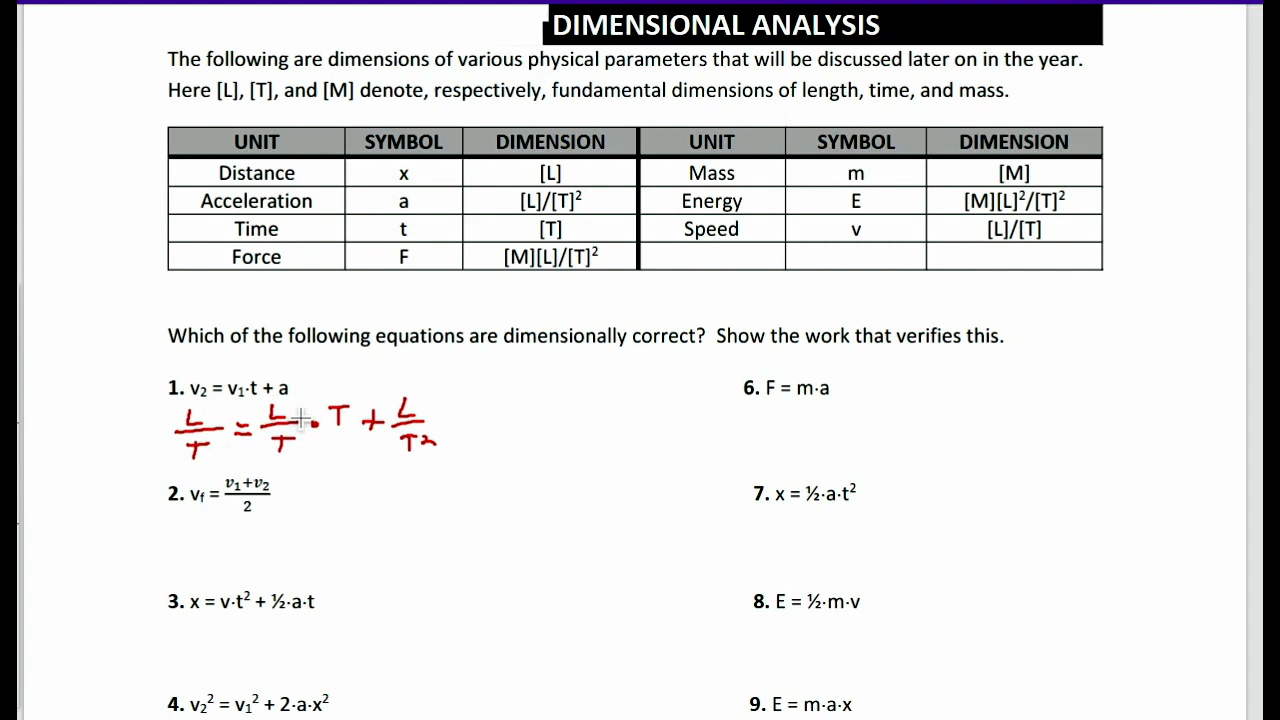 DIMENSIONAL ANALYSIS
The following are dimensions of various physical parameters that will be discussed later on in the year.
Here [L], [T], and [M] denote, respectively, fundamental dimensions of length, time, and mass.
UNIT SYMBOL DIMENSION UNIT SYMBOL DIMENSION
Distance x [L] Mass m [M]
Acceleration a [L]/[T]² Energy E [M][L]²/[T]²
Time t [T] Speed v [L]/[T]
Force F [M][L]/[T]²
Which of the following equations are dimensionally correct? Show the work that verifies this.
1. v₂ = v₁·t + a
L/T = L/T · T + L/T²
2. vf = (v₁+v₂)/2
3. x = v·t² + ½·a·t
4. v₂² = v₁² + 2·a·x²
6. F = m·a
7. x = ½·a·t²
8. E = ½·m·v
9. E = m·a·x